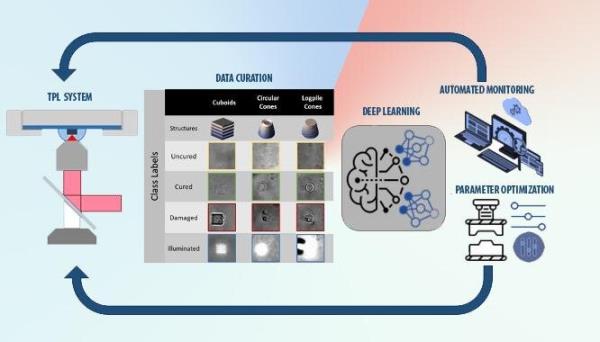 TPL SYSTEM
DATA CURATION
Cuboids
Circular
Cones
Logpile
Cones
Class Labels
Structures
Uncured
Cured
Damaged
Illuminated
DEEP LEARNING
AUTOMATED MONITORING
PARAMETER OPTIMIZATION